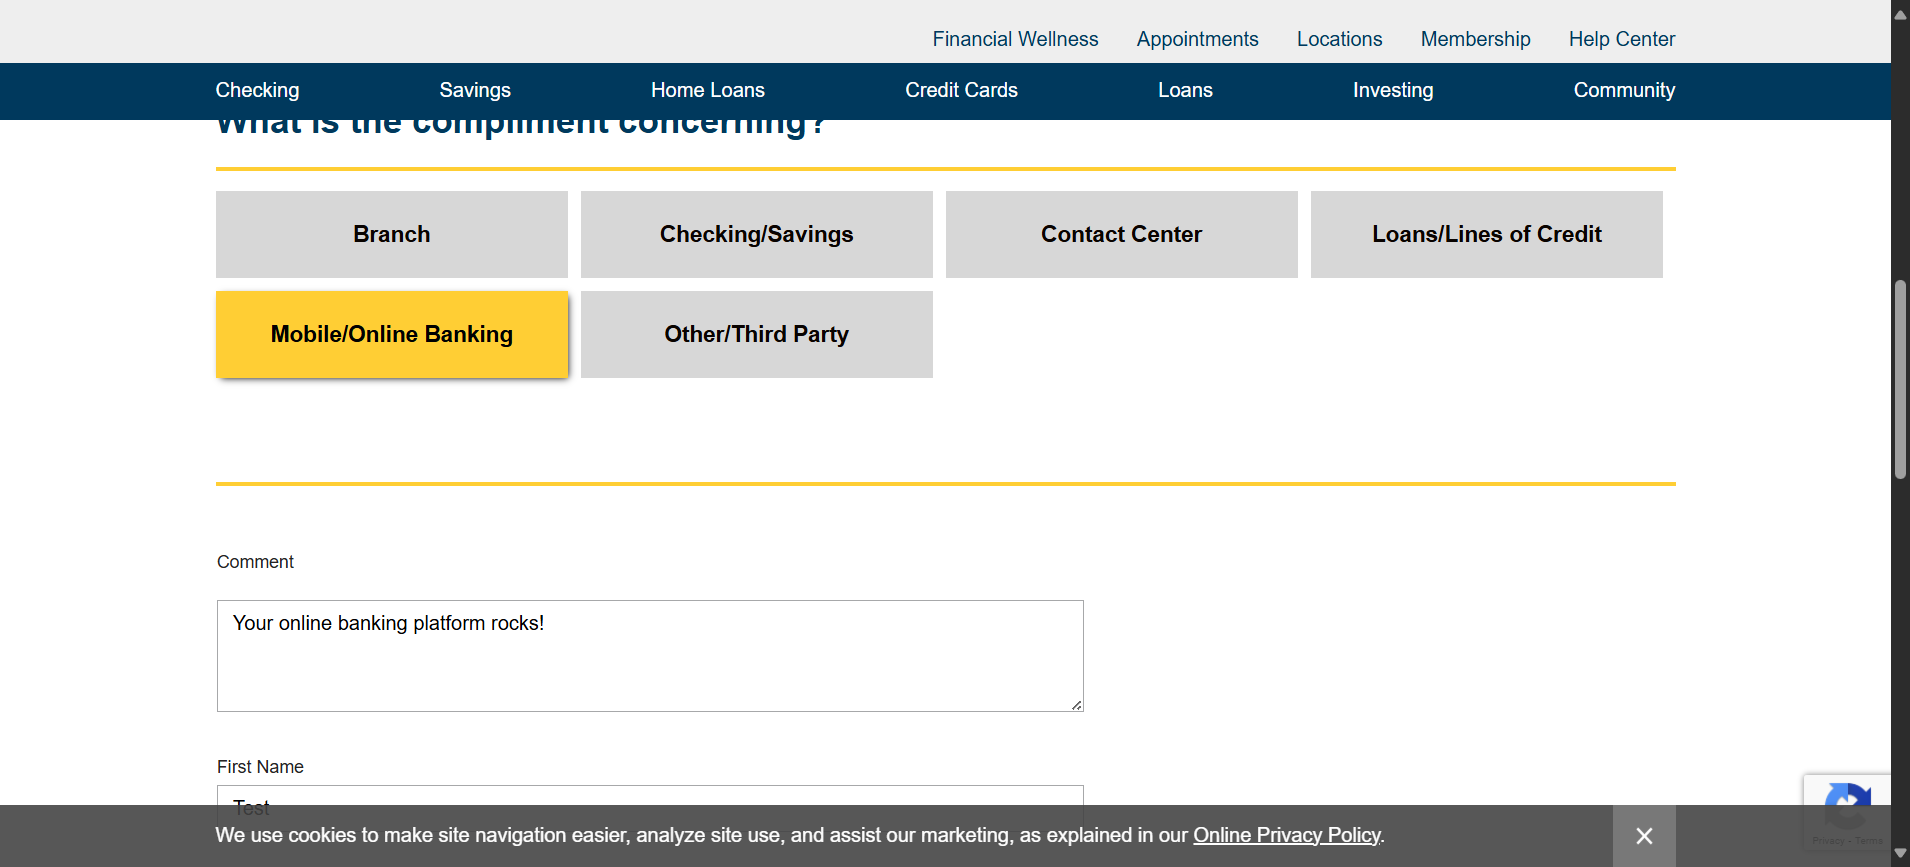 Financial Wellness Appointments Locations Membership Help Center
Checking Savings Home Loans Credit Cards Loans Investing Community
What is the compliment concerning?
Branch Checking/Savings Contact Center Loans/Lines of Credit
Mobile/Online Banking Other/Third Party
Comment
Your online banking platform rocks!
First Name
Test
We use cookies to make site navigation easier, analyze site use, and assist our marketing, as explained in our Online Privacy Policy.
Privacy - Terms